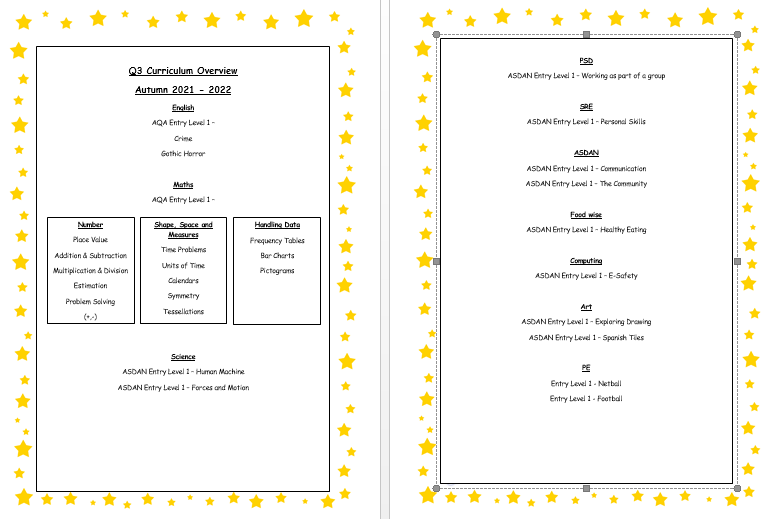 Q3 Curriculum Overview
Autumn 2021 - 2022
English
AQA Entry Level 1 –
Crime
Gothic Horror
Maths
AQA Entry Level 1 –
Number
Place Value
Addition & Subtraction
Multiplication & Division
Estimation
Problem Solving
(+,-)
Shape, Space and
Measures
Time Problems
Units of Time
Calendars
Symmetry
Tessellations
Handling Data
Frequency Tables
Bar Charts
Pictograms
Science
ASDAN Entry Level 1 – Human Machine
ASDAN Entry Level 1 – Forces and Motion
PSD
ASDAN Entry Level 1 – Working as part of a group
SRE
ASDAN Entry Level 1 – Personal Skills
ASDAN
ASDAN Entry Level 1 – Communication
ASDAN Entry Level 1 – The Community
Food wise
ASDAN Entry Level 1 – Healthy Eating
Computing
ASDAN Entry Level 1 – E-Safety
Art
ASDAN Entry Level 1 – Exploring Drawing
ASDAN Entry Level 1 – Spanish Tiles
PE
Entry Level 1 - Netball
Entry Level 1 - Football